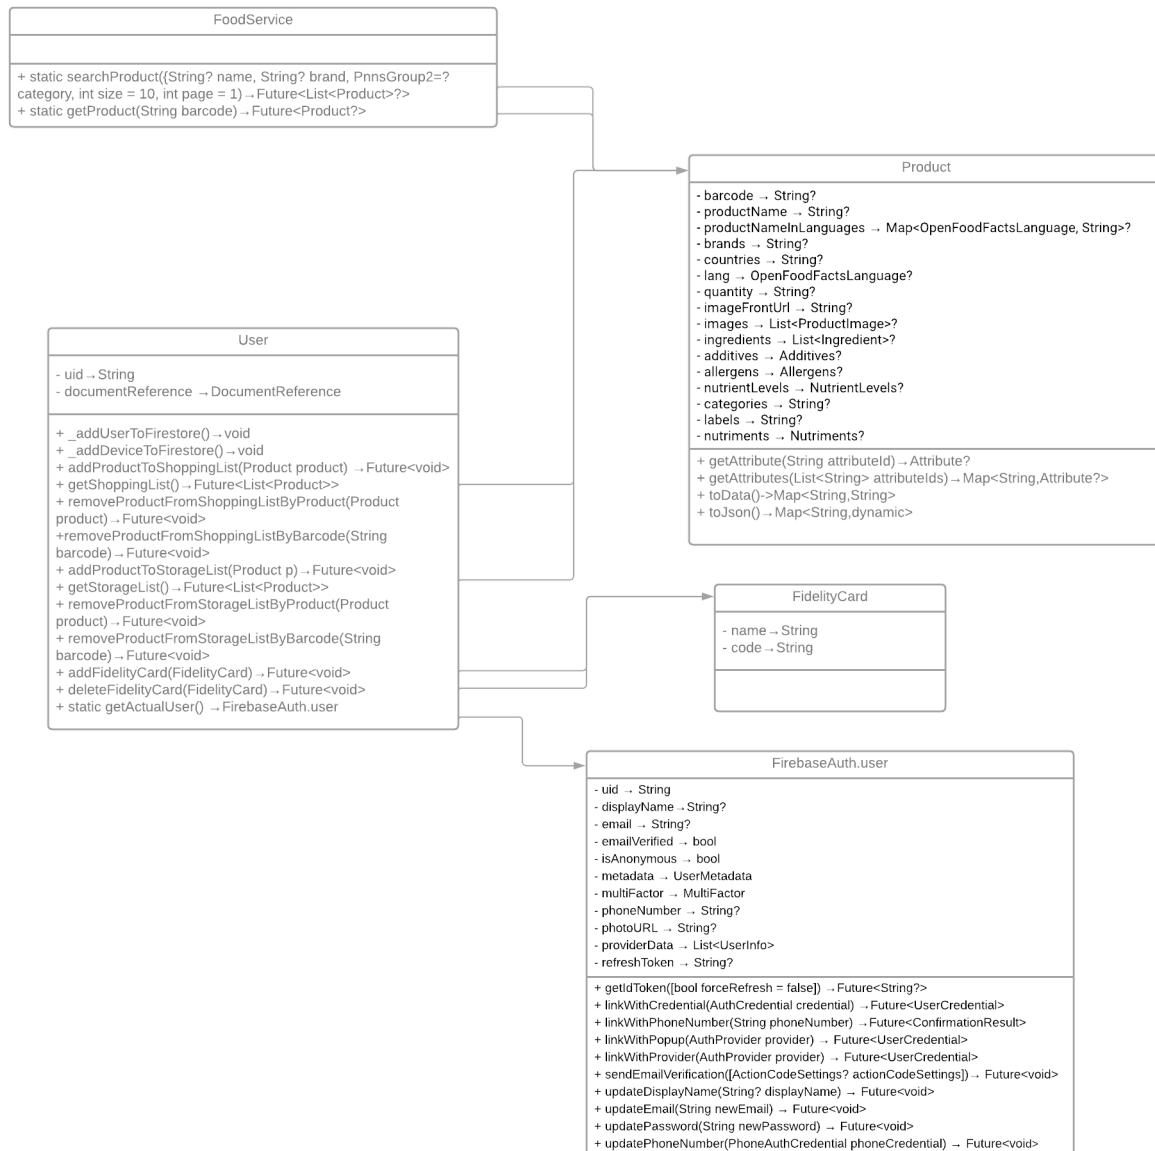 FoodService
+ static searchProduct({String? name, String? brand, PnnsGroup2=?
category, int size = 10, int page = 1)→Future<List<Product>?>
+ static getProduct(String barcode)→Future<Product?>
Product
- barcode → String?
- productName → String?
- productNameInLanguages → Map<OpenFoodFactsLanguage, String>?
- brands → String?
- countries → String?
- lang → OpenFoodFactsLanguage?
- quantity → String?
- imageFrontUrl → String?
- images → List<ProductImage>?
- ingredients → List<Ingredient>?
- additives → Additives?
- allergens → Allergens?
- nutrientLevels → NutrientLevels?
- categories → String?
- labels → String?
- nutriments → Nutriments?
+ getAttribute(String attributeId)→Attribute?
+ getAttributes(List<String> attributeIds)→Map<String,Attribute?>
+ toData()->Map<String,String>
+ toJson()→Map<String,dynamic>
User
- uid→String
- documentReference →DocumentReference
+ _addUserToFirestore()→void
+ _addDeviceToFirestore()→void
+ addProductToShoppingList(Product product) →Future<void>
+ getShoppingList()→Future<List<Product>>
+ removeProductFromShoppingListByProduct(Product
product)→Future<void>
+removeProductFromShoppingListByBarcode(String
barcode)→Future<void>
+ addProductToStorageList(Product p)→Future<void>
+ getStorageList()→Future<List<Product>>
+ removeProductFromStorageListByProduct(Product
product)→Future<void>
+ removeProductFromStorageListByBarcode(String
barcode)→Future<void>
+ addFidelityCard(FidelityCard)→Future<void>
+ deleteFidelityCard(FidelityCard)→Future<void>
+ static getActualUser() →FirebaseAuth.user
FidelityCard
- name→String
- code→String
FirebaseAuth.user
- uid → String
- displayName→String?
- email → String?
- emailVerified → bool
- isAnonymous → bool
- metadata → UserMetadata
- multiFactor → MultiFactor
- phoneNumber → String?
- photoURL → String?
- providerData → List<UserInfo>
- refreshToken → String?
+ getIdToken([bool forceRefresh = false]) →Future<String?>
+ linkWithCredential(AuthCredential credential) →Future<UserCredential>
+ linkWithPhoneNumber(String phoneNumber) →Future<ConfirmationResult>
+ linkWithPopup(AuthProvider provider) → Future<UserCredential>
+ linkWithProvider(AuthProvider provider) → Future<UserCredential>
+ sendEmailVerification([ActionCodeSettings? actionCodeSettings])→ Future<void>
+ updateDisplayName(String? displayName) → Future<void>
+ updateEmail(String newEmail) → Future<void>
+ updatePassword(String newPassword) → Future<void>
+ updatePhoneNumber(PhoneAuthCredential phoneCredential) → Future<void>